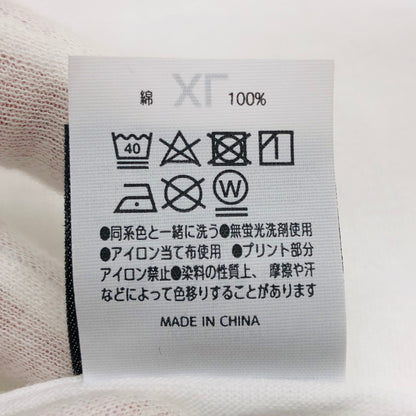 XL
綿 100%
40
W
●同系色と一緒に洗う●無蛍光洗剤使用
●アイロン当て布使用 ●プリント部分
アイロン禁止●染料の性質上、摩擦や汗
などによって色移りすることがあります
MADE IN CHINA